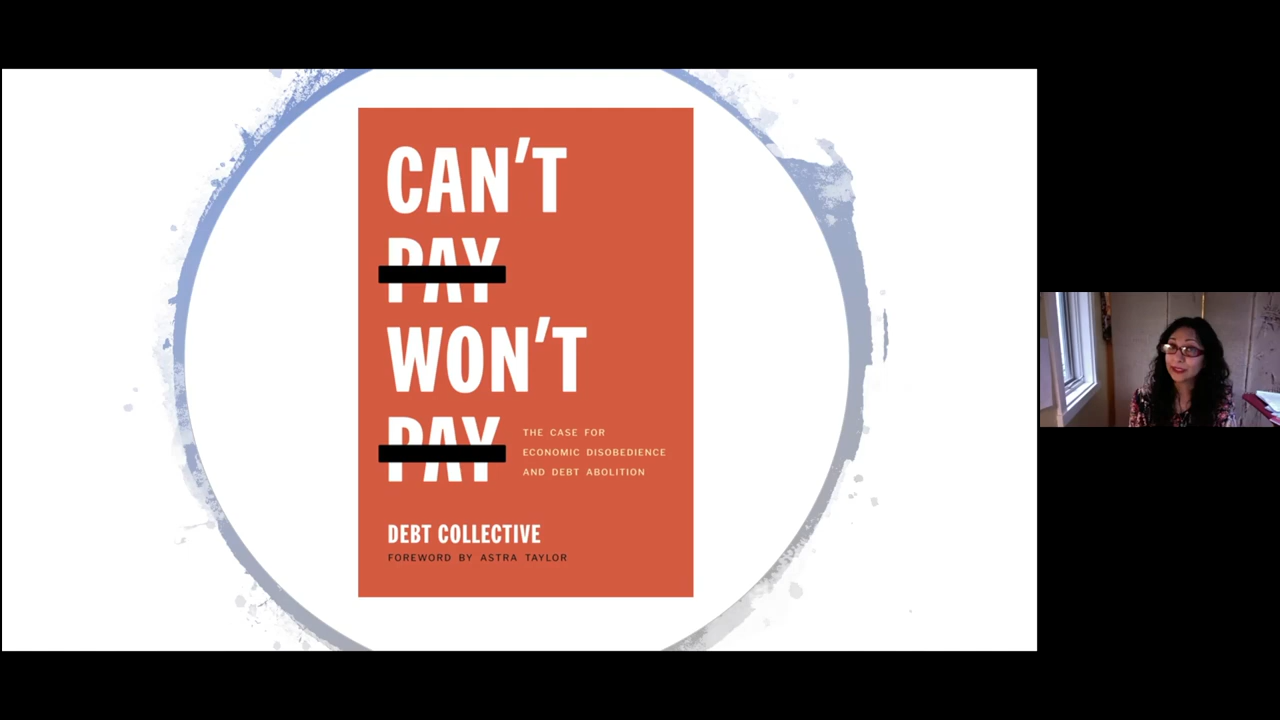 CAN'T
PAY
WON'T
PAY
THE CASE FOR
ECONOMIC DISOBEDIENCE
AND DEBT ABOLITION
DEBT COLLECTIVE
FOREWORD BY ASTRA TAYLOR